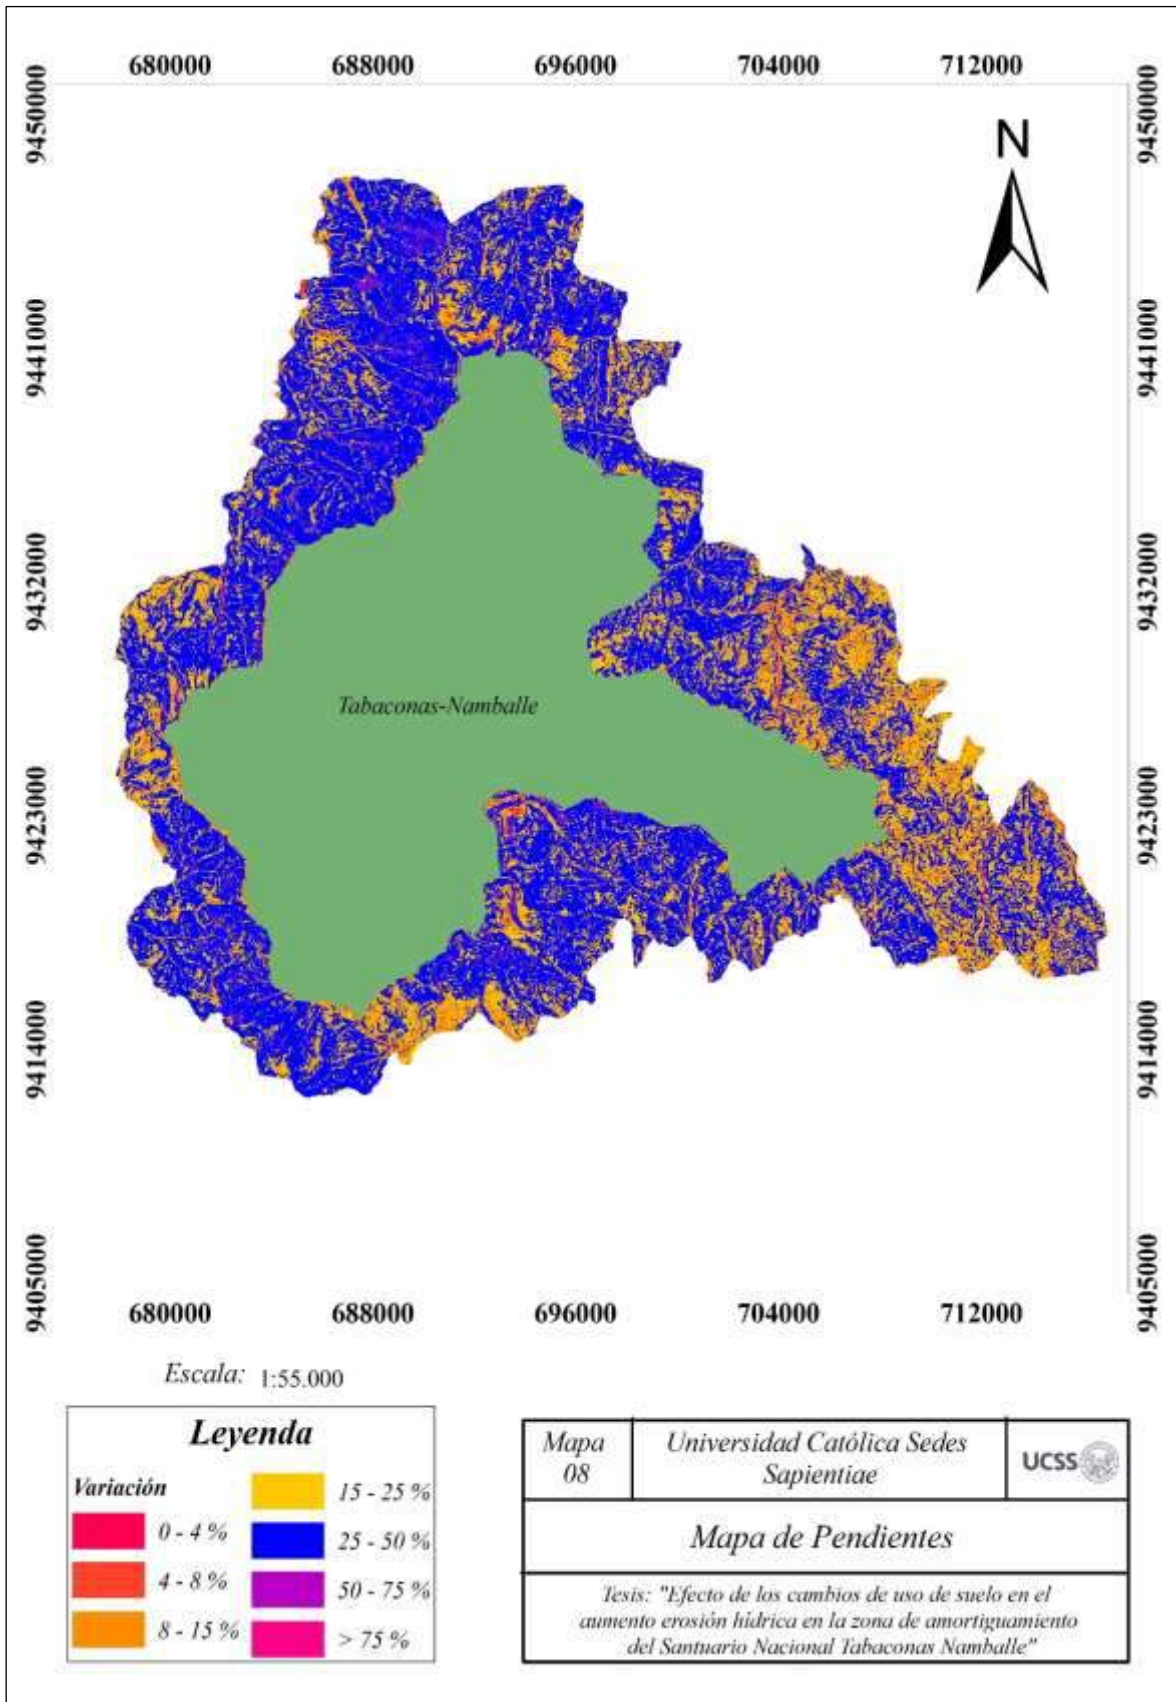 680000 688000 696000 704000 712000
9450000 9450000
N
9441000 9441000
9432000 9432000
Tabaconas-Namballe
9423000 9423000
9414000 9414000
9405000 9405000
680000 688000 696000 704000 712000
Escala: 1:55.000
Leyenda
Variación
0 - 4 %
4 - 8 %
8 - 15 %
15 - 25 %
25 - 50 %
50 - 75 %
> 75 %
Mapa
08
Universidad Católica Sedes
Sapientiae
UCSS
Mapa de Pendientes
Tesis: "Efecto de los cambios de uso de suelo en el
aumento erosión hídrica en la zona de amortiguamiento
del Santuario Nacional Tabaconas Namballe"